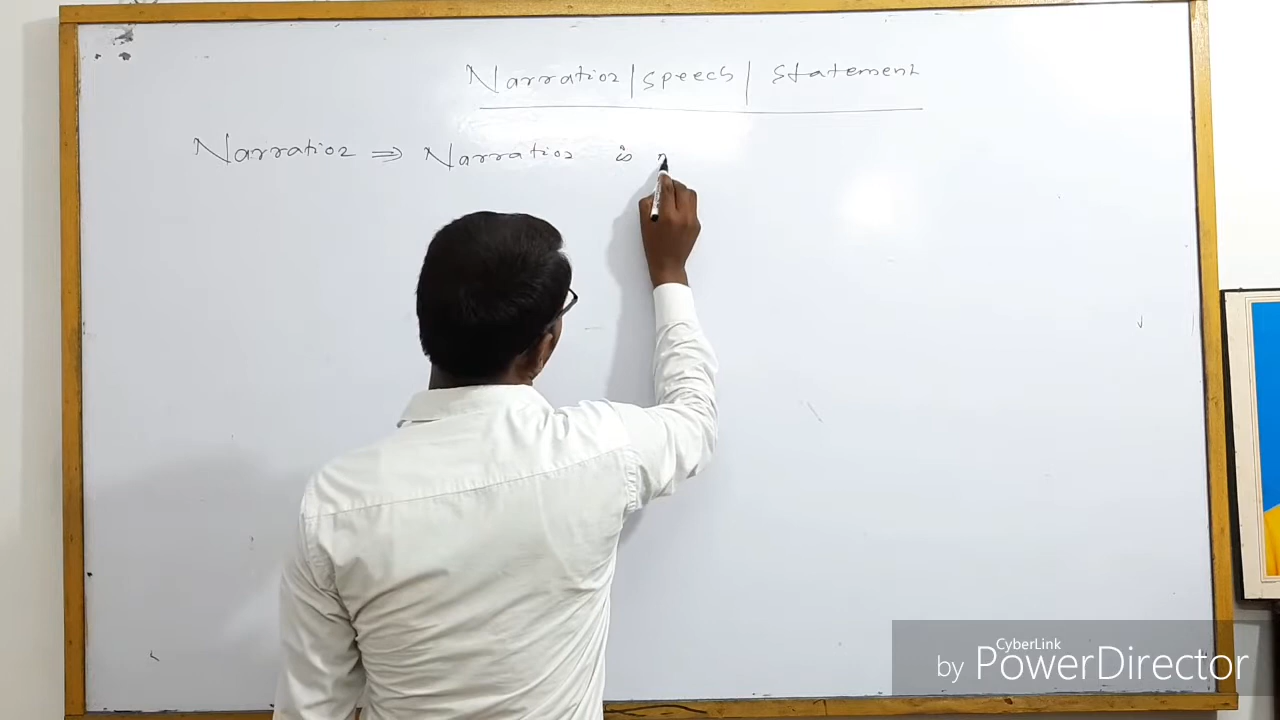 Narration | Speech | Statement
Narration ⇒ Narration is
CyberLink
by PowerDirector